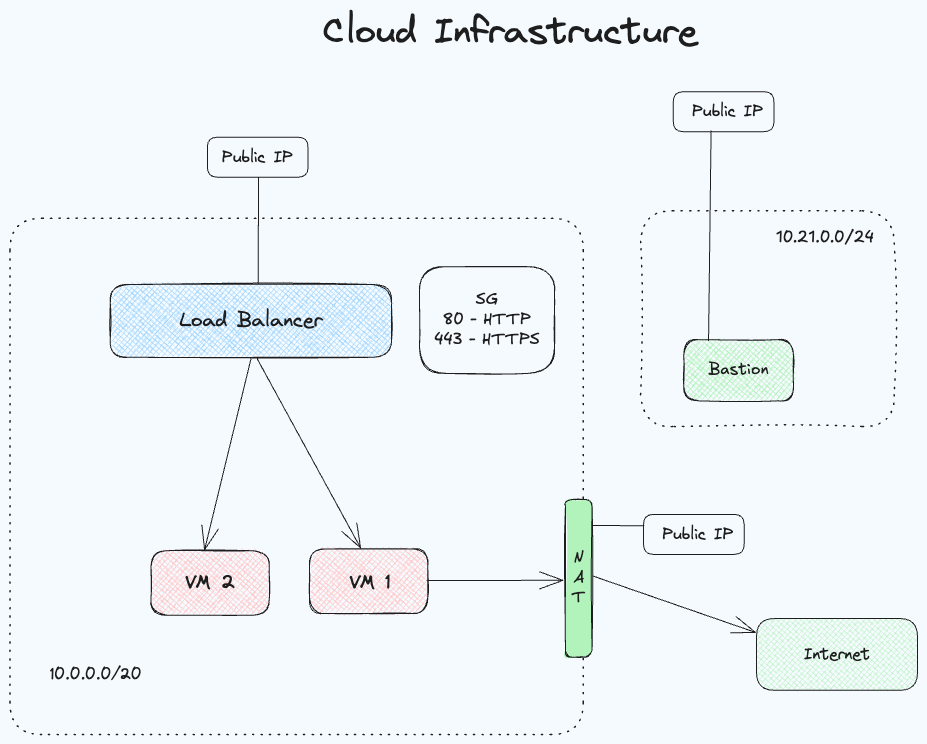 Cloud Infrastructure
Public IP
Public IP
10.21.0.0/24
SG
80 - HTTP
443 - HTTPS
Load Balancer
Bastion
Public IP
N
A
T
VM 2
VM 1
Internet
10.0.0.0/20